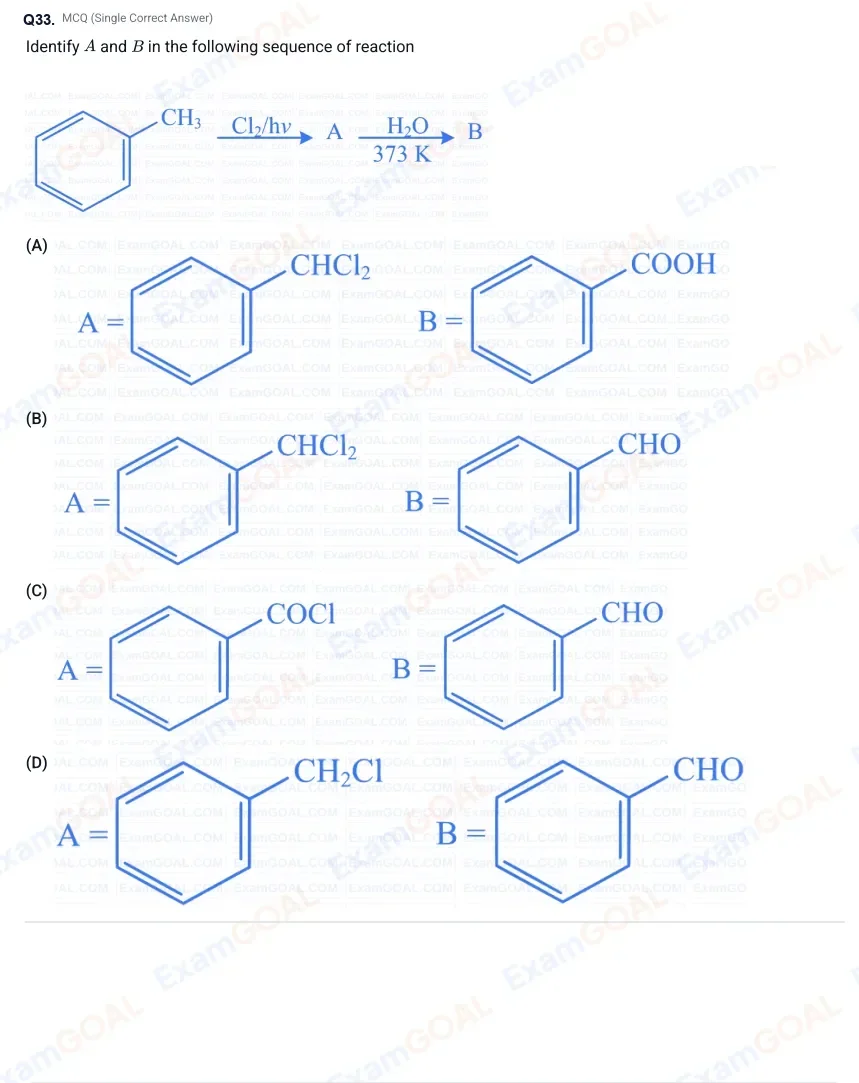 Q33. MCQ (Single Correct Answer)
Identify A and B in the following sequence of reaction
CH₃ Cl₂/hν A H₂O 373 K B
(A)
A = CHCl₂ B = COOH
(B)
A = CHCl₂ B = CHO
(C)
A = COCl B = CHO
(D)
A = CH₂Cl B = CHO
ExamGOAL